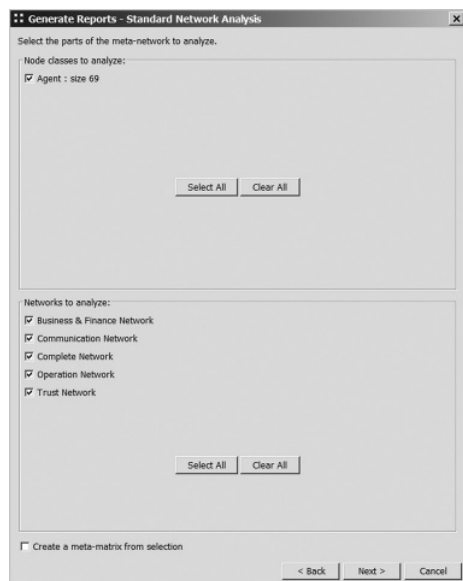 Generate Reports - Standard Network Analysis
Select the parts of the meta-network to analyze.
Node classes to analyze:
Agent : size 69
Select All Clear All
Networks to analyze:
Business & Finance Network
Communication Network
Complete Network
Operation Network
Trust Network
Select All Clear All
Create a meta-matrix from selection
< Back Next > Cancel